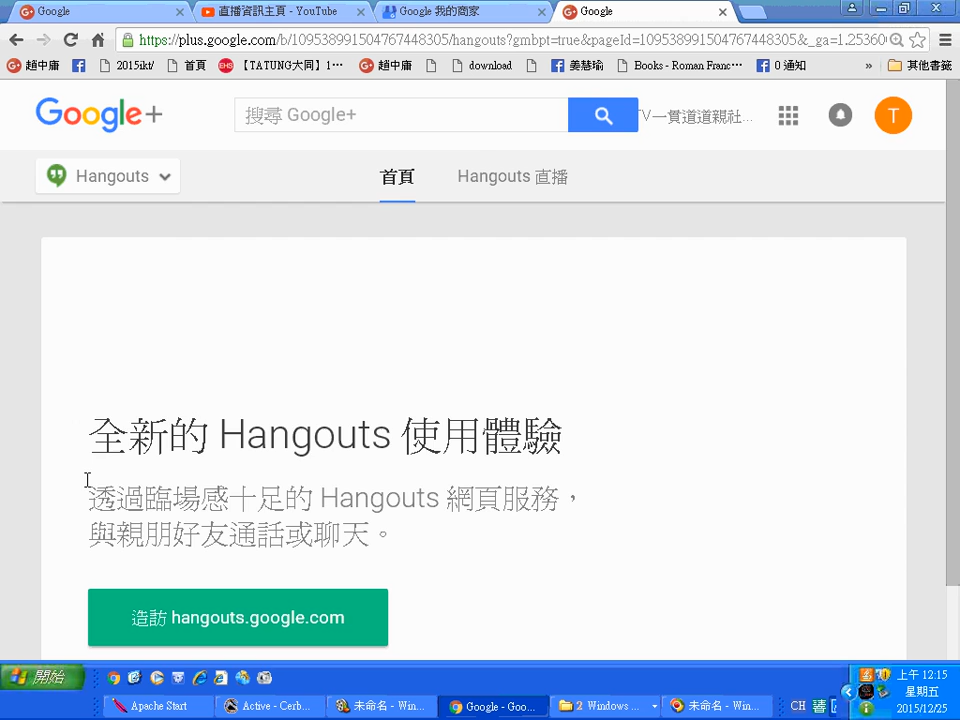 Google
直播資訊主頁 - YouTube
Google 我的商家
Google
https://plus.google.com/b/109538991504767448305/hangouts?gmbpt=true&pageId=109538991504767448305&_ga=1.25360
趙中庸
2015ikt/
首頁
【TATUNG大同】1…
趙中庸
download
姜慧瑜
Books - Roman Franc…
0 通知
»
其他書籤
Google+
搜尋 Google+
TV一貫道道親社...
T
Hangouts
首頁
Hangouts 直播
全新的 Hangouts 使用體驗
透過臨場感十足的 Hangouts 網頁服務，
與親朋好友通話或聊天。
造訪 hangouts.google.com
開始
上午 12:15
星期五
2015/12/25
Apache Start
Active - Cerb...
未命名 - Win...
Google - Goo...
2 Windows ...
未命名 - Win...
CH